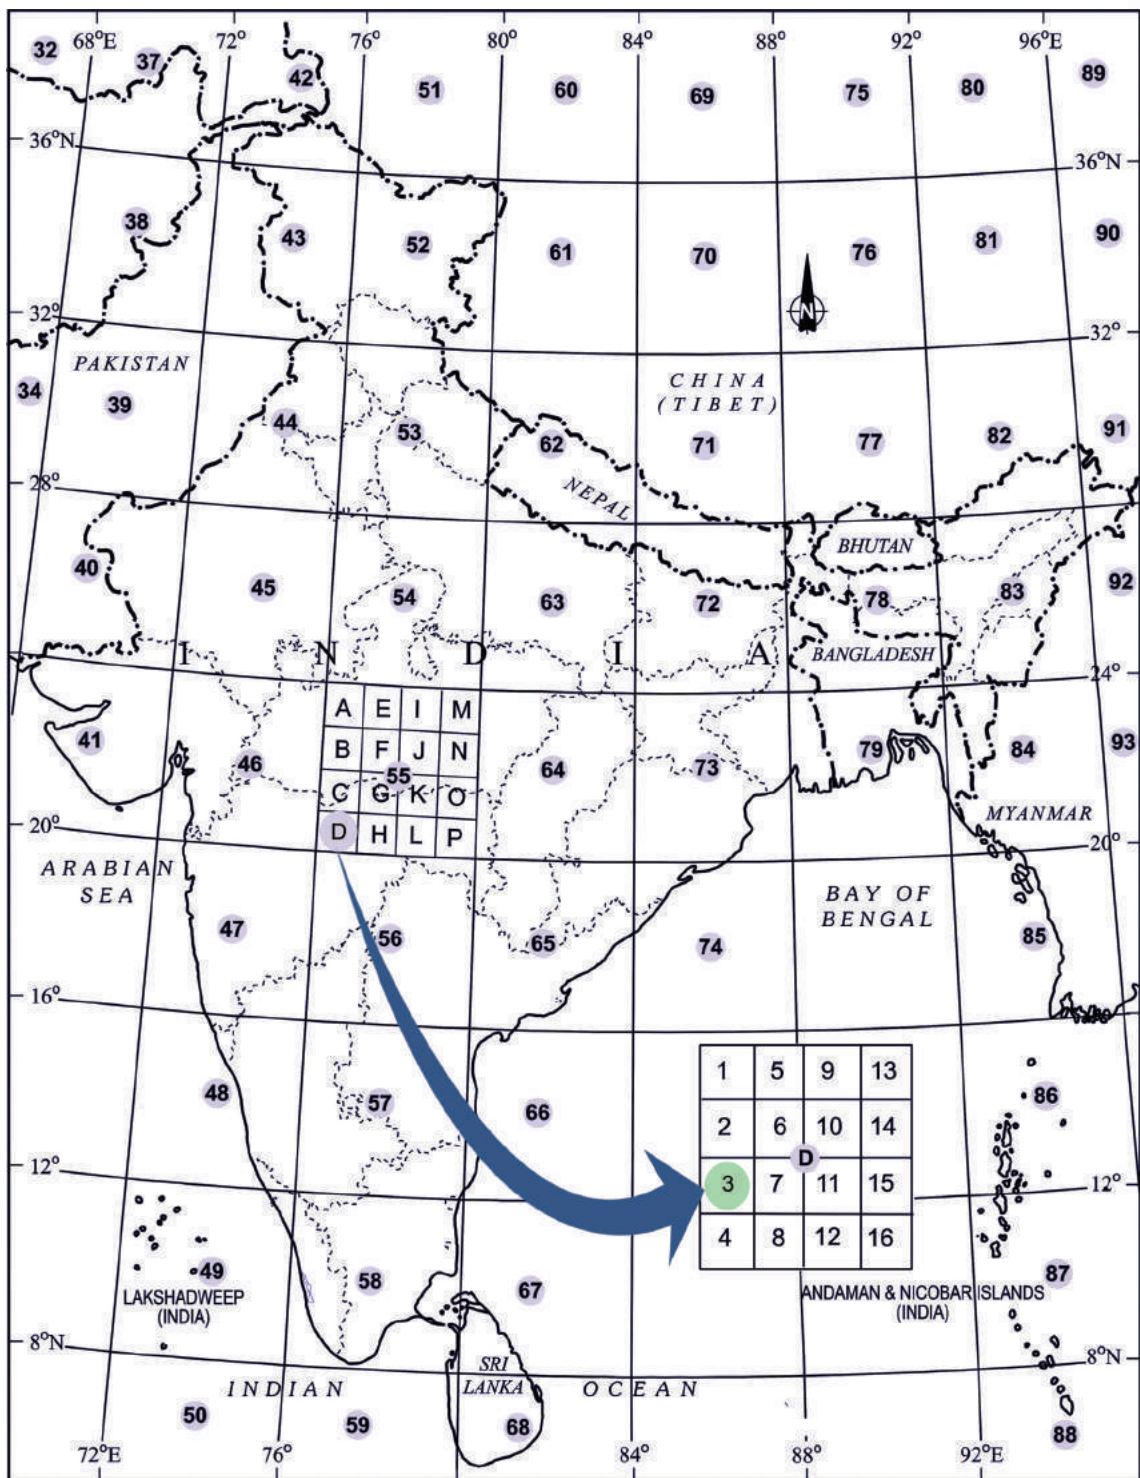 68°E 72° 76° 80° 84° 88° 92° 96°E
32 37 42 51 60 69 75 80 89
36°N 36°N
38 43 52 61 70 76 81 90
32° 32°
PAKISTAN
CHINA
(TIBET)
34 39 44 53 62 71 77 82 91
28° 28°
NEPAL
BHUTAN
40 45 54 63 72 78 83 92
I N D I A
BANGLADESH
24°
A E I M
B F J N
41 46 55 64 73 79 84 93
C G K O
D H L P
MYANMAR
20° 20°
ARABIAN
SEA
BAY OF
BENGAL
47 56 65 74 85
16° 16°
1 5 9 13
48 57 66 86
2 6 10 14
D
12° 12°
3 7 11 15
4 8 12 16
49 58 67 87
LAKSHADWEEP
(INDIA)
ANDAMAN & NICOBAR ISLANDS
(INDIA)
8°N 8°N
SRI
LANKA
INDIAN OCEAN
50 59 68 88
72°E 76° 80° 84° 88° 92°E
N